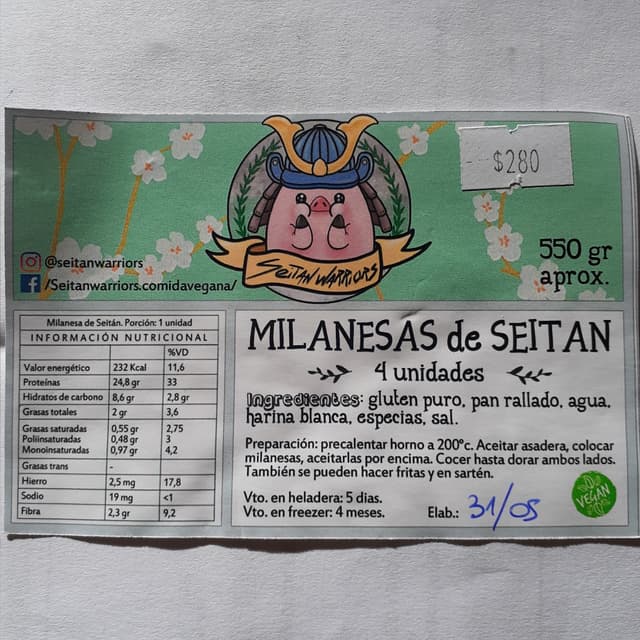 $280
@seitanwarriors
/Seitanwarriors.comidavegana/
SEITAN WARRIORS
550 gr
aprox.
Milanesa de Seitán. Porción: 1 unidad
INFORMACIÓN NUTRICIONAL
%VD
Valor energético 232 Kcal 11,6
Proteínas 24,8 gr 33
Hidratos de carbono 8,6 gr 2,8 gr
Grasas totales 2 gr 3,6
Grasas saturadas 0,55 gr 2,75
Poliinsaturadas 0,48 gr 3
Monoinsaturadas 0,97 gr 4,2
Grasas trans -
Hierro 2,5 mg 17,8
Sodio 19 mg <1
Fibra 2,3 gr 9,2
MILANESAS de SEITAN
4 unidades
Ingredientes: gluten puro, pan rallado, agua,
harina blanca, especias, sal.
Preparación: precalentar horno a 200°c. Aceitar asadera, colocar
milanesas, aceitarlas por encima. Cocer hasta dorar ambos lados.
También se pueden hacer fritas y en sartén.
Vto. en heladera: 5 dias.
Vto. en freezer: 4 meses.
Elab.: 31/05
VEGAN